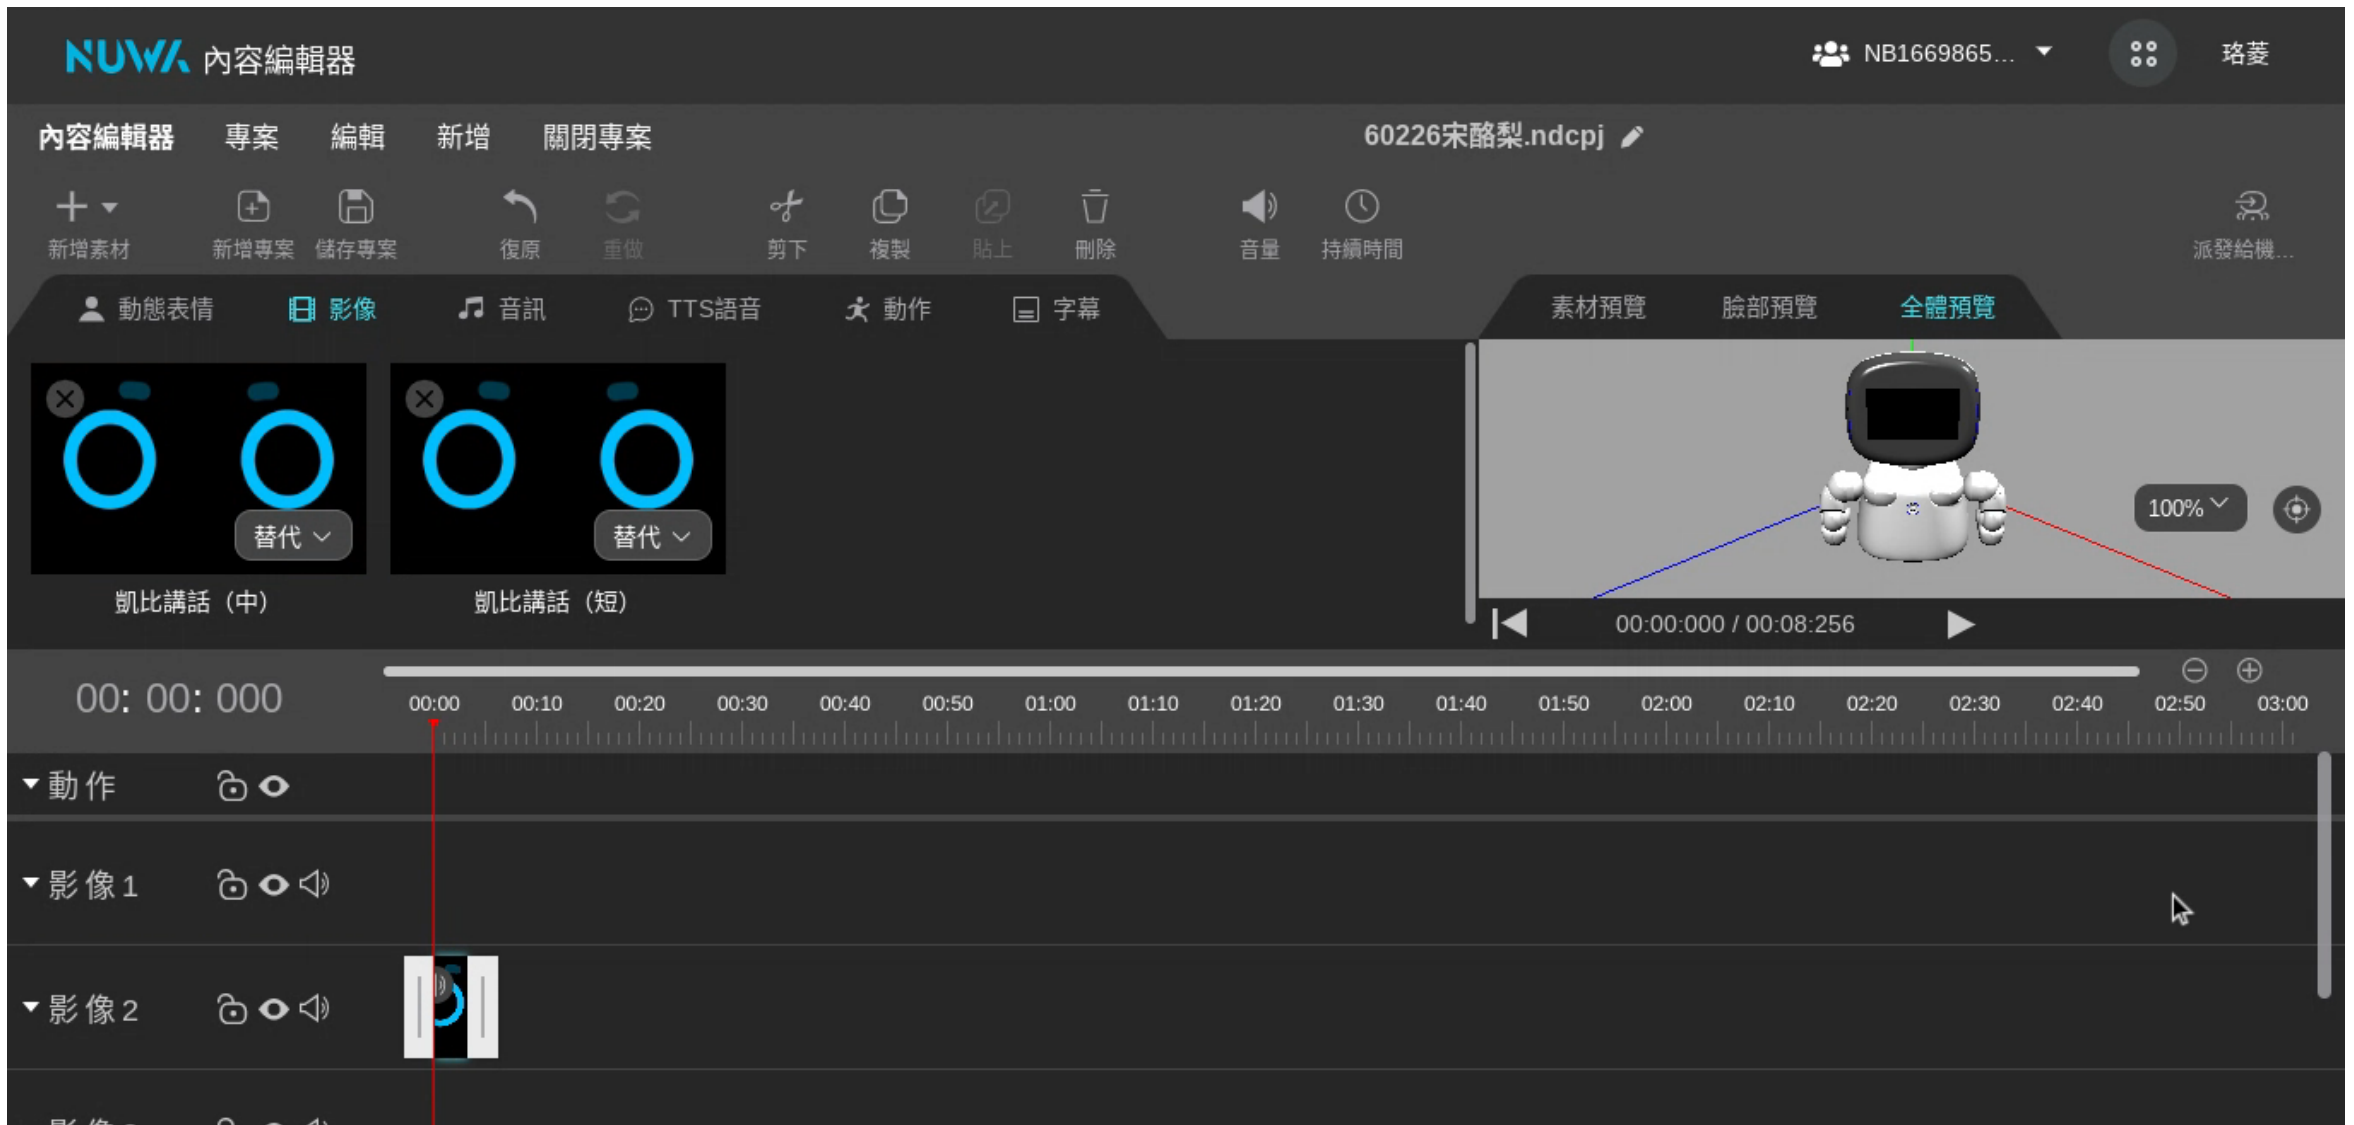 NUWA 內容編輯器
NB1669865... 珞菱
內容編輯器 專案 編輯 新增 關閉專案
60226宋酪梨.ndcpj
新增素材 新增專案 儲存專案 復原 重做 剪下 複製 貼上 刪除 音量 持續時間 派發給機...
動態表情 影像 音訊 TTS語音 動作 字幕
素材預覽 臉部預覽 全體預覽
替代 替代
凱比講話（中） 凱比講話（短）
100%
00:00:000 / 00:08:256
00: 00: 000
00:00 00:10 00:20 00:30 00:40 00:50 01:00 01:10 01:20 01:30 01:40 01:50 02:00 02:10 02:20 02:30 02:40 02:50 03:00
動作
影像1
影像2